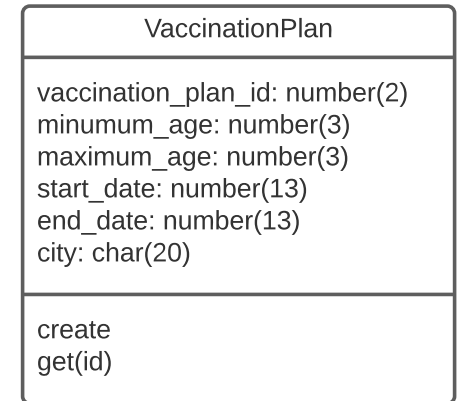 VaccinationPlan
vaccination_plan_id: number(2)
minumum_age: number(3)
maximum_age: number(3)
start_date: number(13)
end_date: number(13)
city: char(20)
create
get(id)